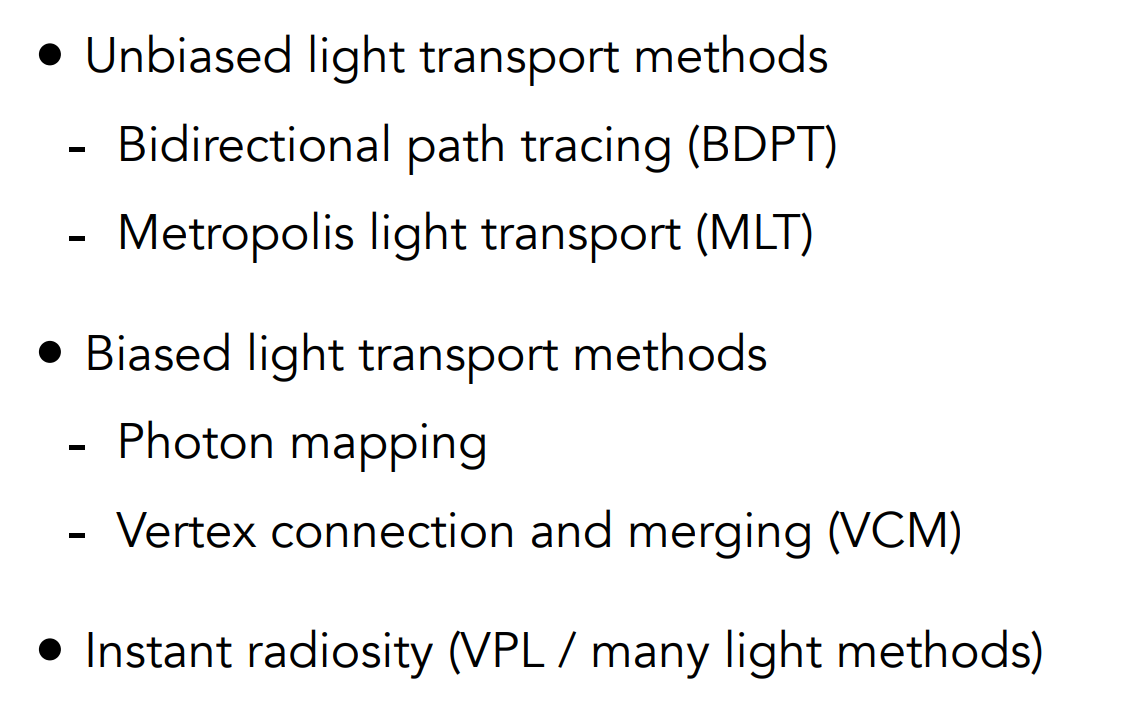 • Unbiased light transport methods
- Bidirectional path tracing (BDPT)
- Metropolis light transport (MLT)
• Biased light transport methods
- Photon mapping
- Vertex connection and merging (VCM)
• Instant radiosity (VPL / many light methods)